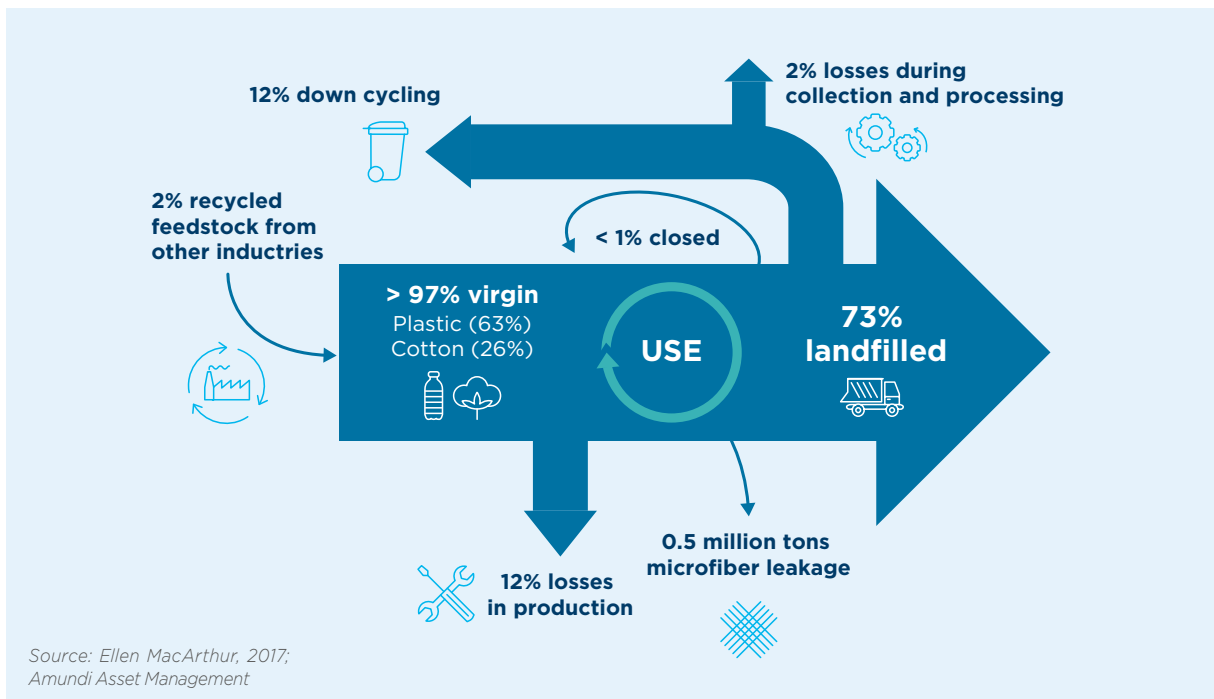 2% losses during
collection and processing
12% down cycling
2% recycled
feedstock from
other inductries
< 1% closed
> 97% virgin
Plastic (63%)
Cotton (26%)
USE
73%
landfilled
0.5 million tons
microfiber leakage
12% losses
in production
Source: Ellen MacArthur, 2017;
Amundi Asset Management